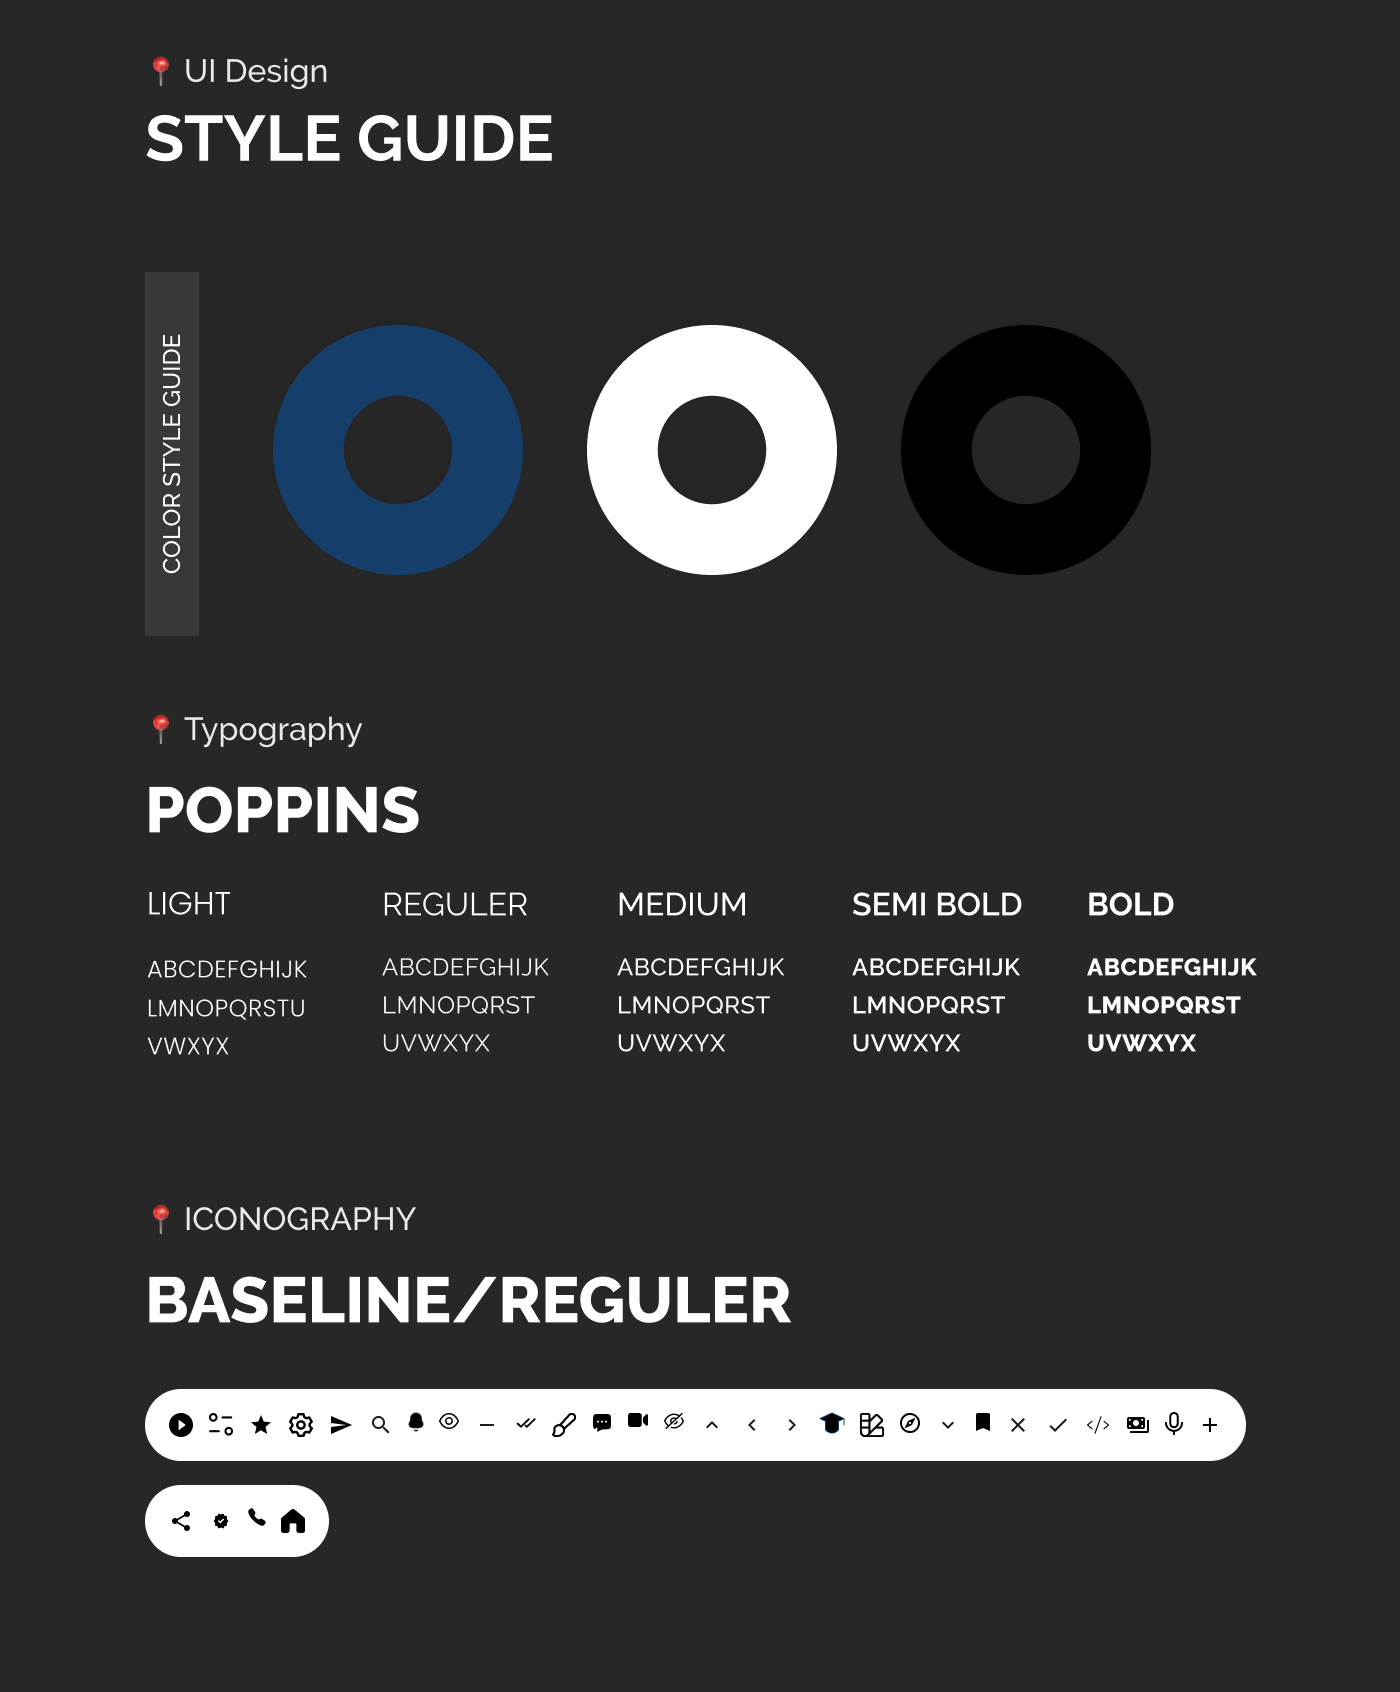 📍 UI Design
STYLE GUIDE
COLOR STYLE GUIDE
📍 Typography
POPPINS
LIGHT
ABCDEFGHIJK
LMNOPQRSTU
VWXYX
REGULER
ABCDEFGHIJK
LMNOPQRST
UVWXYX
MEDIUM
ABCDEFGHIJK
LMNOPQRST
UVWXYX
SEMI BOLD
ABCDEFGHIJK
LMNOPQRST
UVWXYX
BOLD
ABCDEFGHIJK
LMNOPQRST
UVWXYX
📍 ICONOGRAPHY
BASELINE/REGULER